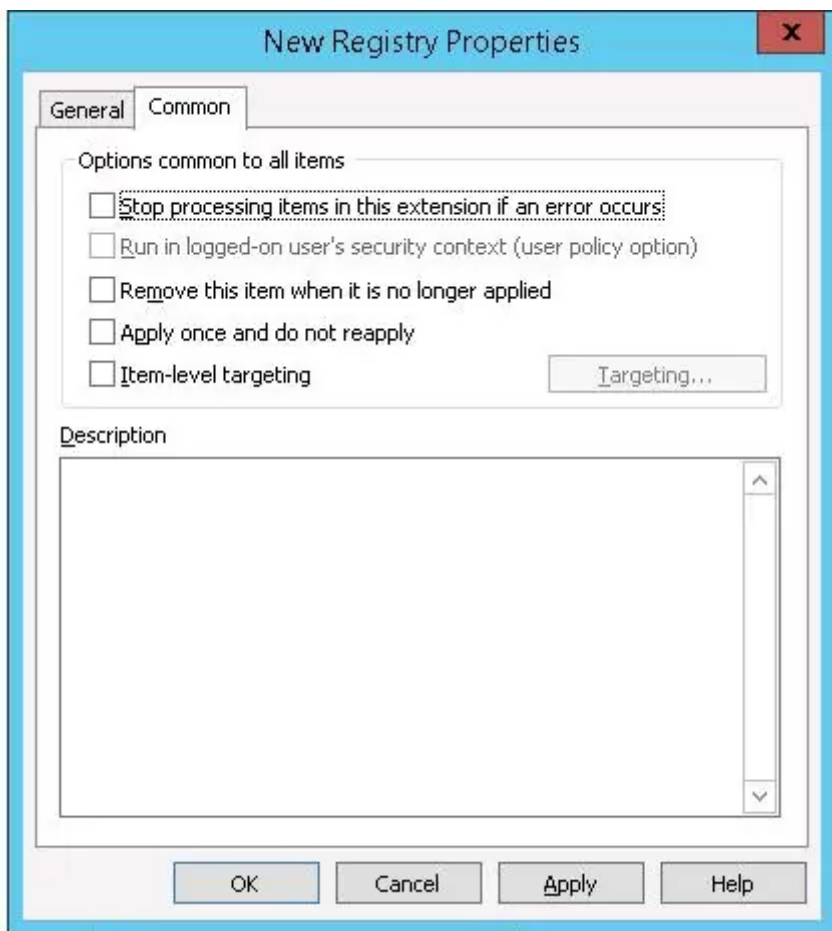 New Registry Properties
x
General
Common
Options common to all items
Stop processing items in this extension if an error occurs
Run in logged-on user's security context (user policy option)
Remove this item when it is no longer applied
Apply once and do not reapply
Item-level targeting
Targeting...
Description
OK
Cancel
Apply
Help